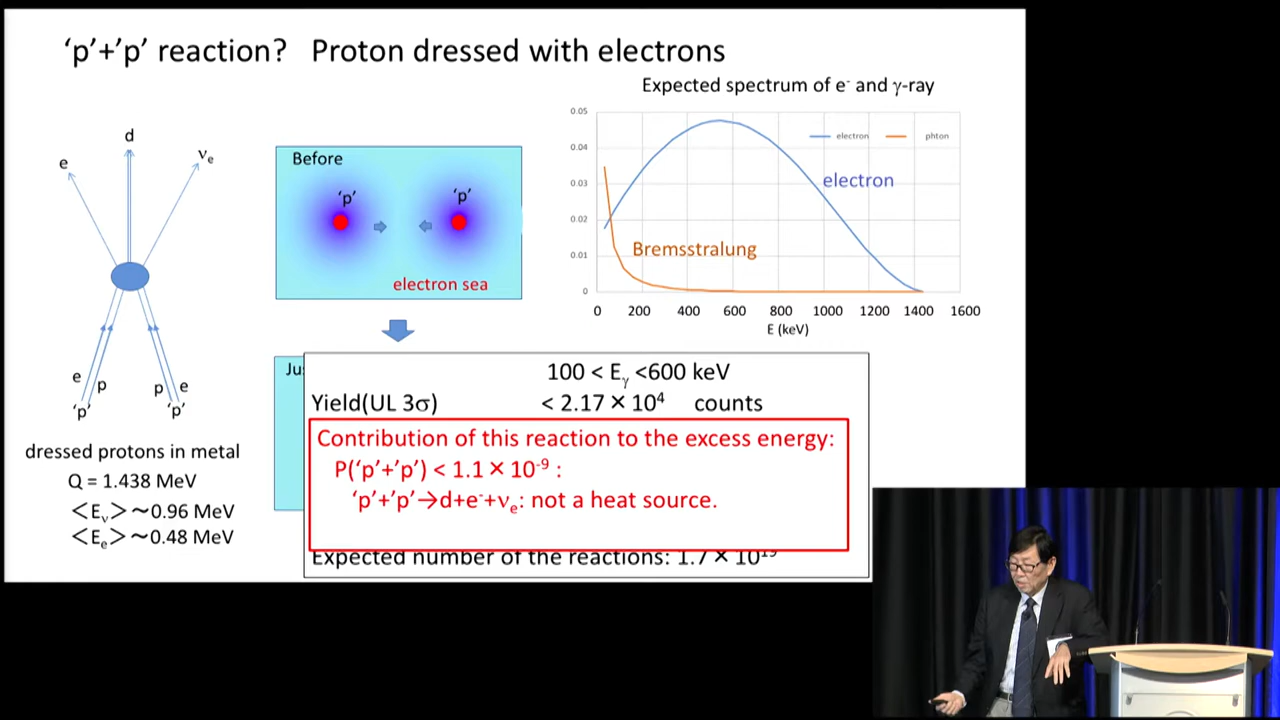 ‘p’+’p’ reaction? Proton dressed with electrons
Expected spectrum of e⁻ and γ-ray
0.05
0.04
0.03
0.02
0.01
0
electron
phton
electron
Bremsstralung
0 200 400 600 800 1000 1200 1400 1600
E (keV)
d
e
νₑ
e
p
p
e
‘p’
‘p’
dressed protons in metal
Q = 1.438 MeV
<Eᵥ> ~0.96 MeV
<Eₑ> ~0.48 MeV
Before
‘p’
‘p’
electron sea
Ju
100 < Eᵧ <600 keV
Yield(UL 3σ) < 2.17 × 10⁴ counts
Contribution of this reaction to the excess energy:
P(‘p’+’p’) < 1.1 × 10⁻⁹ :
‘p’+’p’→d+e⁻+νₑ: not a heat source.
Expected number of the reactions: 1.7 × 10